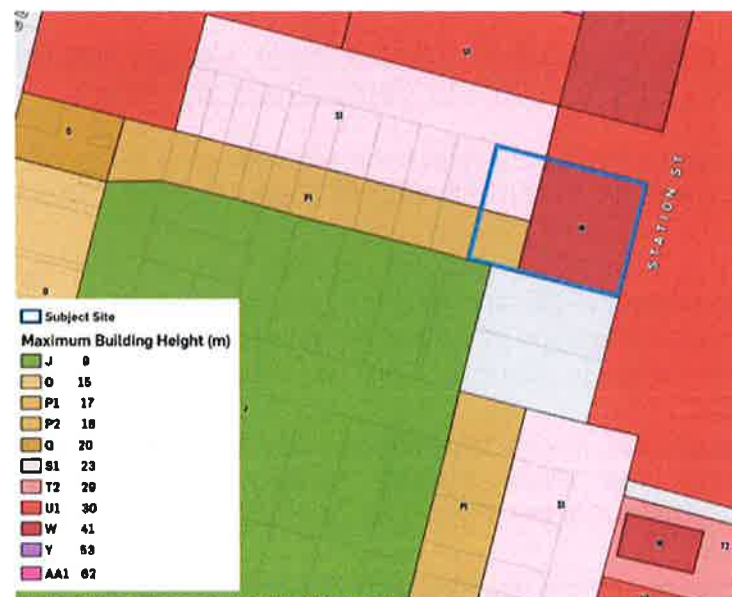 S1
U1
G
P1
W
STATION ST
J
P1
S1
W
T2
Subject Site
Maximum Building Height (m)
J 9
O 15
P1 17
P2 18
Q 20
S1 23
T2 29
U1 30
W 41
Y 53
AA1 62